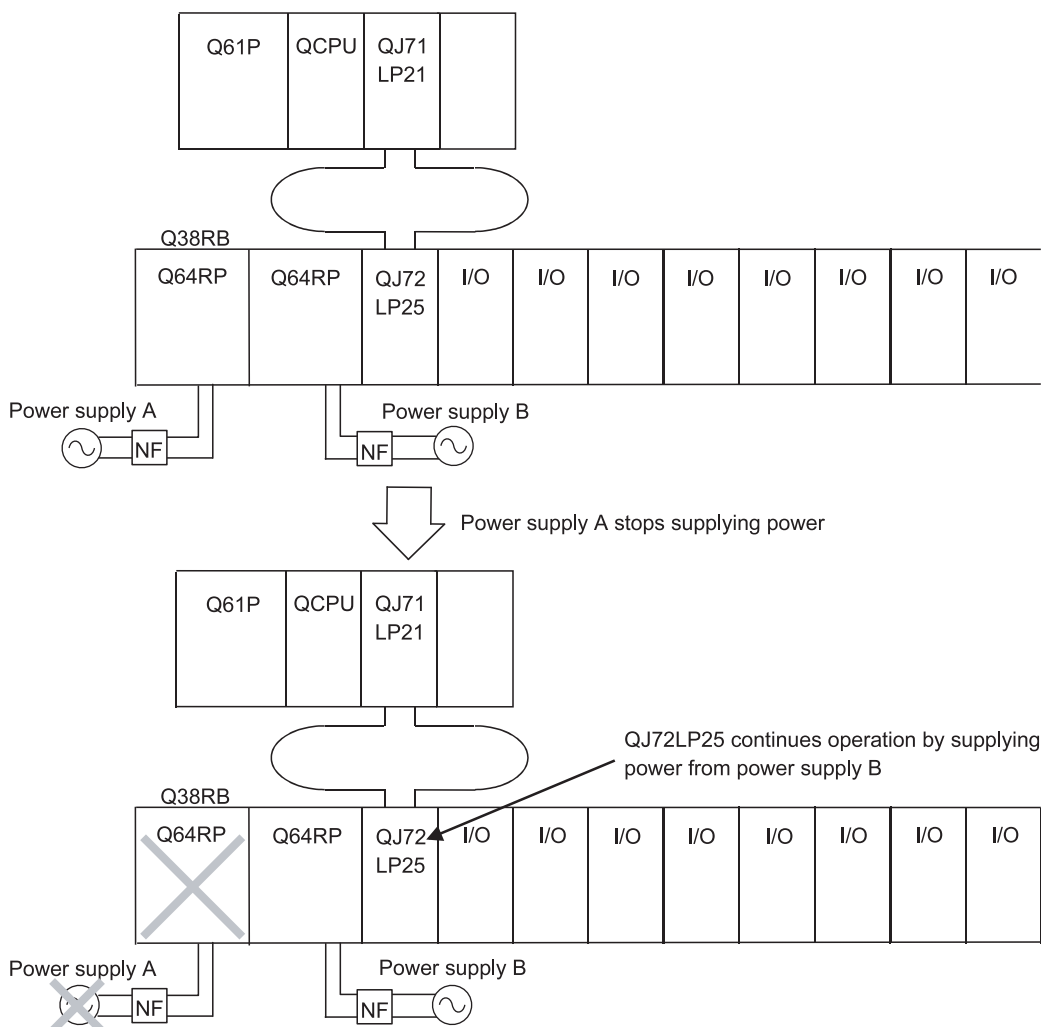 Q61P QCPU QJ71
LP21
Q38RB
Q64RP Q64RP QJ72 I/O I/O I/O I/O I/O I/O I/O I/O
LP25
Power supply A
NF
Power supply B
NF
Power supply A stops supplying power
Q61P QCPU QJ71
LP21
QJ72LP25 continues operation by supplying
power from power supply B
Q38RB
Q64RP Q64RP QJ72 I/O I/O I/O I/O I/O I/O I/O I/O
LP25
Power supply A
NF
Power supply B
NF